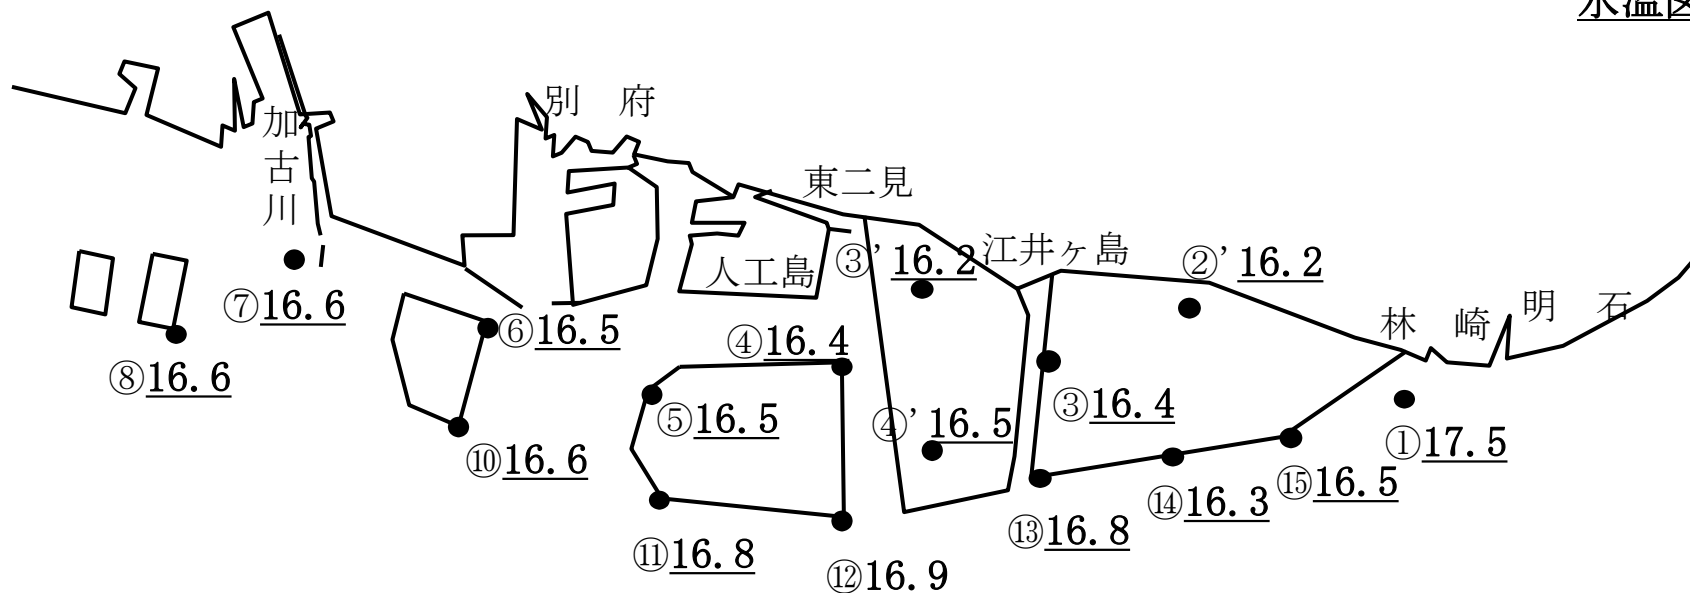 水温図
別　府
加古川
東二見
江井ヶ島
人工島
③' 16.2
②' 16.2
⑦16.6
⑥16.5
④16.4
林　崎
明　石
⑧16.6
⑤16.5
④' 16.5
③16.4
①17.5
⑩16.6
⑮16.5
⑭16.3
⑬16.8
⑪16.8
⑫16.9